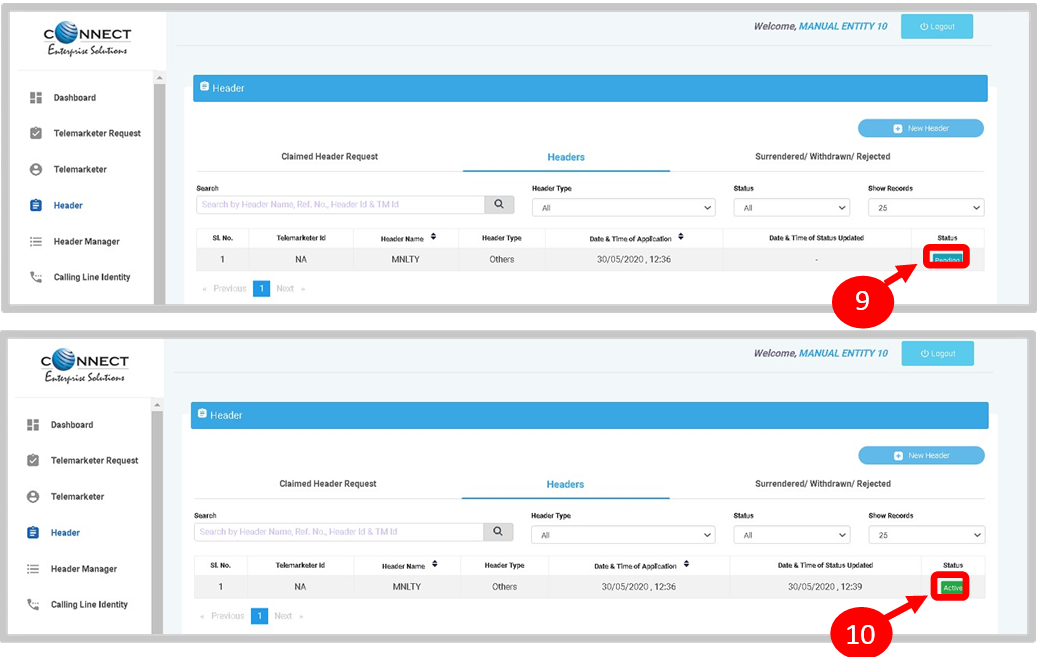 CONNECT
Enterprise Solutions
Welcome, MANUAL ENTITY 10
Logout
Dashboard
Telemarketer Request
Telemarketer
Header
Header Manager
Calling Line Identity
Header
New Header
Claimed Header Request Headers Surrendered/ Withdrawn/ Rejected
Search Header Type Status Show Records
Search by Header Name, Ref. No., Header Id & TM Id All All 25
Sl. No. Telemarketer Id Header Name Header Type Date & Time of Application Date & Time of Status Updated Status
1 NA MNLTY Others 30/05/2020 , 12:36 - Pending
« Previous 1 Next »
9
CONNECT
Enterprise Solutions
Welcome, MANUAL ENTITY 10
Logout
Dashboard
Telemarketer Request
Telemarketer
Header
Header Manager
Calling Line Identity
Header
New Header
Claimed Header Request Headers Surrendered/ Withdrawn/ Rejected
Search Header Type Status Show Records
Search by Header Name, Ref. No., Header Id & TM Id All All 25
Sl. No. Telemarketer Id Header Name Header Type Date & Time of Application Date & Time of Status Updated Status
1 NA MNLTY Others 30/05/2020 , 12:36 30/05/2020 , 12:39 Active
« Previous 1 Next »
10